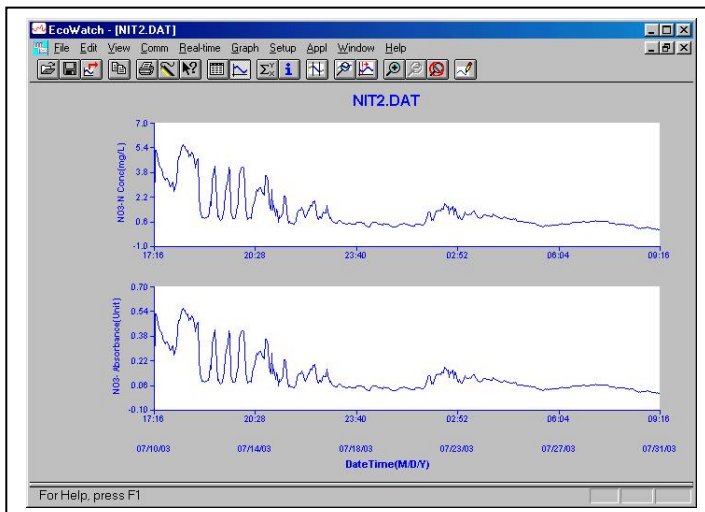 EcoWatch - [NIT2.DAT]
File Edit View Comm Real-time Graph Setup Appl Window Help
NIT2.DAT
NO3-N Conc(mg/L)
7.0
5.4
3.8
2.2
0.6
-1.0
17:16 20:28 23:40 02:52 06:04 09:16
NO3- Absorbance(Unit)
0.70
0.54
0.38
0.22
0.06
-0.10
17:16 20:28 23:40 02:52 06:04 09:16
07/10/03 07/14/03 07/18/03 07/23/03 07/27/03 07/31/03
DateTime(M/D/Y)
For Help, press F1